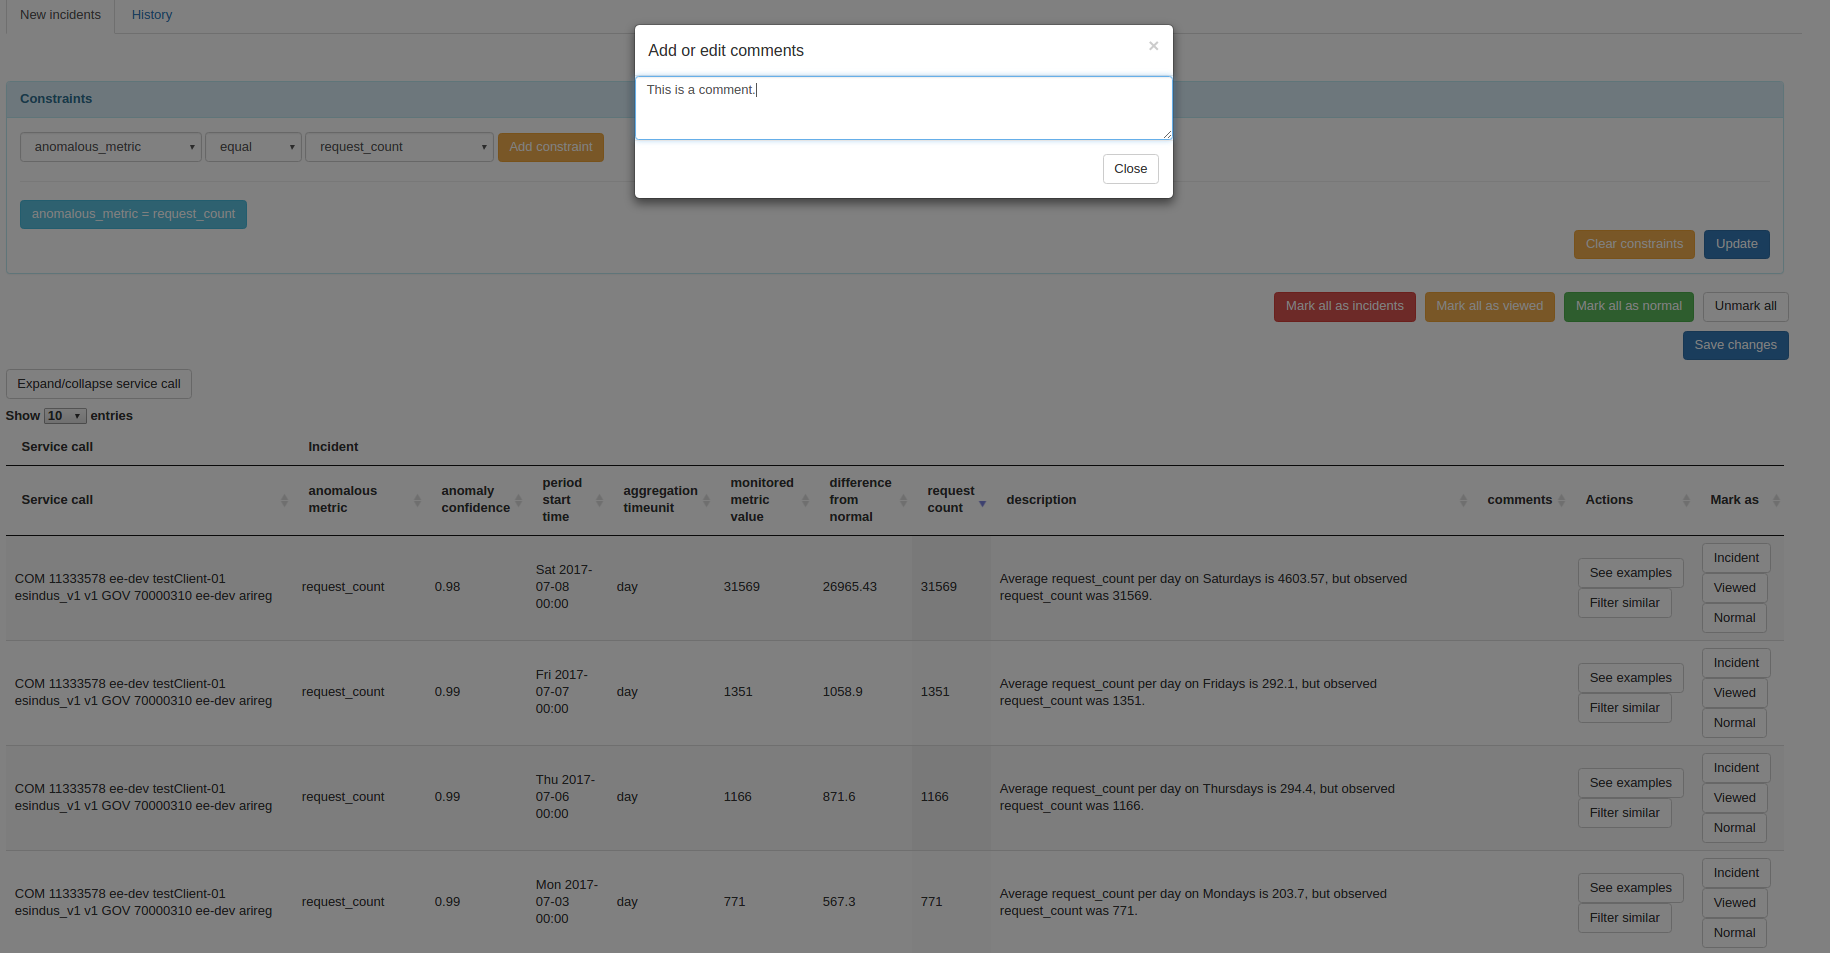 New incidents History
Add or edit comments ×
This is a comment.
Close
Constraints
anomalous_metric equal request_count Add constraint
anomalous_metric = request_count
Clear constraints Update
Mark all as incidents Mark all as viewed Mark all as normal Unmark all
Save changes
Expand/collapse service call
Show 10 entries
Service call Incident
Service call
anomalous
metric
anomaly
confidence
period
start
time
aggregation
timeunit
monitored
metric
value
difference
from
normal
request
count
description
comments
Actions
Mark as
COM 11333578 ee-dev testClient-01
esindus_v1 v1 GOV 70000310 ee-dev arireg
request_count
0.98
Sat 2017-
07-08
00:00
day
31569
26965.43
31569
Average request_count per day on Saturdays is 4603.57, but observed
request_count was 31569.
See examples
Filter similar
Incident
Viewed
Normal
COM 11333578 ee-dev testClient-01
esindus_v1 v1 GOV 70000310 ee-dev arireg
request_count
0.99
Fri 2017-
07-07
00:00
day
1351
1058.9
1351
Average request_count per day on Fridays is 292.1, but observed
request_count was 1351.
See examples
Filter similar
Incident
Viewed
Normal
COM 11333578 ee-dev testClient-01
esindus_v1 v1 GOV 70000310 ee-dev arireg
request_count
0.99
Thu 2017-
07-06
00:00
day
1166
871.6
1166
Average request_count per day on Thursdays is 294.4, but observed
request_count was 1166.
See examples
Filter similar
Incident
Viewed
Normal
COM 11333578 ee-dev testClient-01
esindus_v1 v1 GOV 70000310 ee-dev arireg
request_count
0.99
Mon 2017-
07-03
00:00
day
771
567.3
771
Average request_count per day on Mondays is 203.7, but observed
request_count was 771.
See examples
Filter similar
Incident
Viewed
Normal